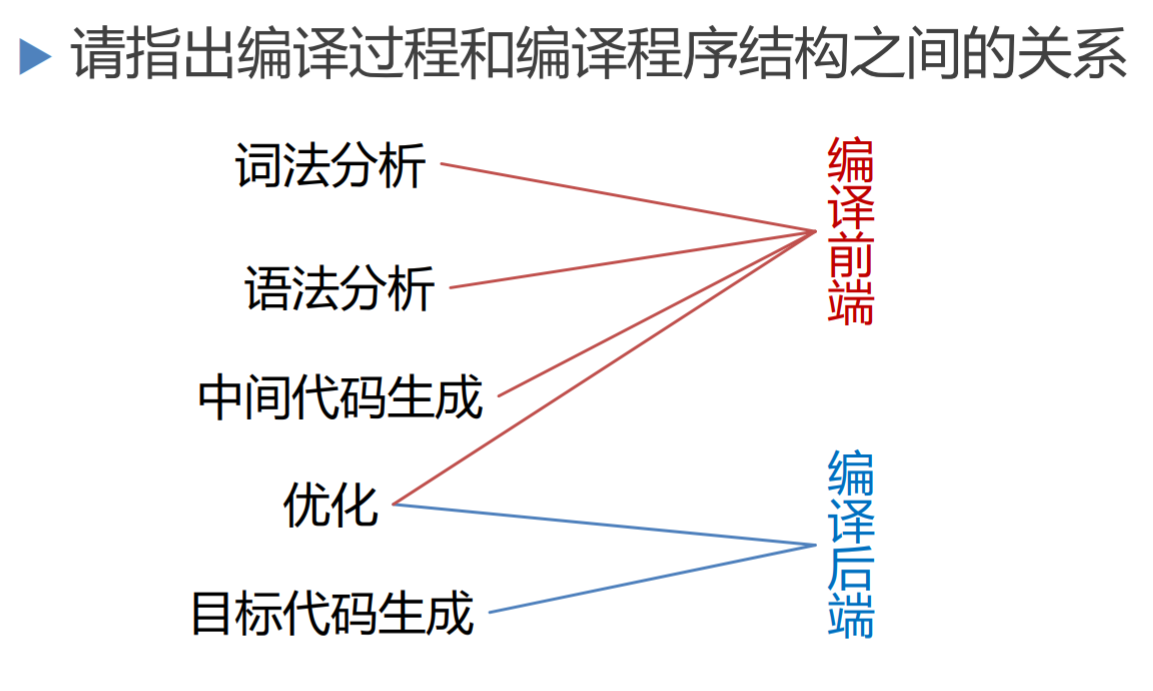 请指出编译过程和编译程序结构之间的关系
词法分析
语法分析
中间代码生成
优化
目标代码生成
编译前端
编译后端